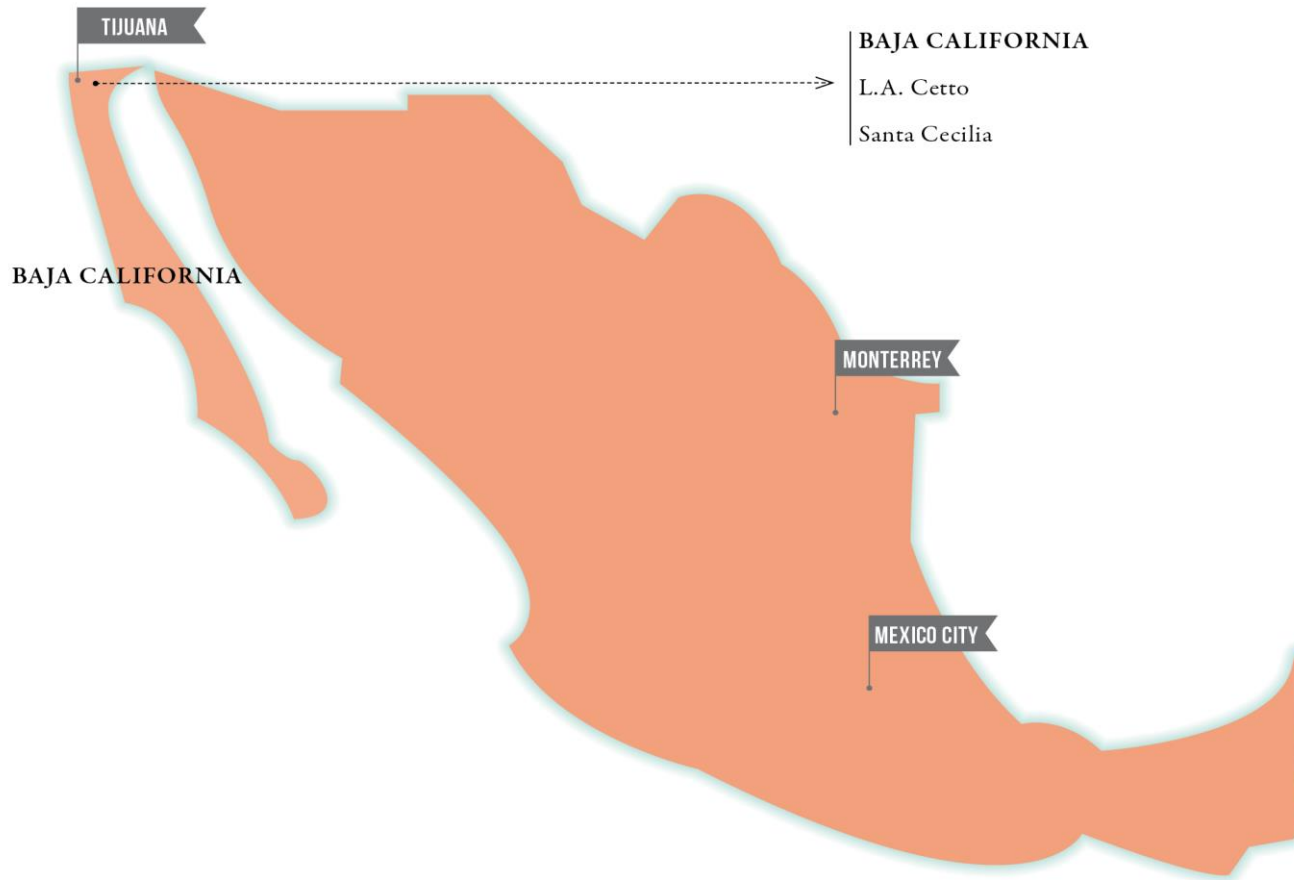 TIJUANA
BAJA CALIFORNIA
L.A. Cetto
Santa Cecilia
BAJA CALIFORNIA
MONTERREY
MEXICO CITY